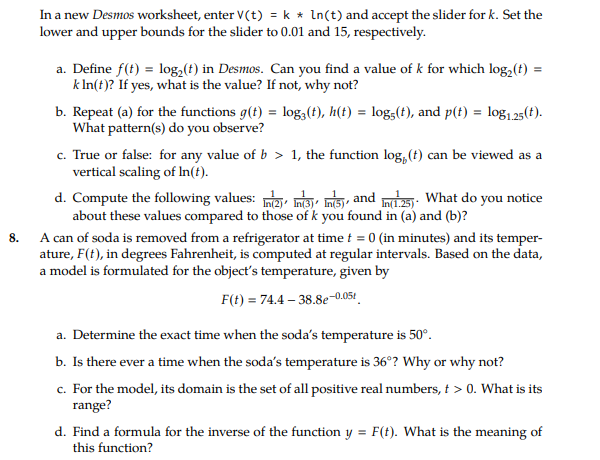 In a new Desmos worksheet, enter V(t) = k * ln(t) and accept the slider for k. Set the
lower and upper bounds for the slider to 0.01 and 15, respectively.
a. Define f(t) = log₂(t) in Desmos. Can you find a value of k for which log₂(t) =
k ln(t)? If yes, what is the value? If not, why not?
b. Repeat (a) for the functions g(t) = log₃(t), h(t) = log₅(t), and p(t) = log₁.₂₅(t).
What pattern(s) do you observe?
c. True or false: for any value of b > 1, the function log_b(t) can be viewed as a
vertical scaling of ln(t).
d. Compute the following values: 1/ln(2), 1/ln(3), 1/ln(5), and 1/ln(1.25). What do you notice
about these values compared to those of k you found in (a) and (b)?
8. A can of soda is removed from a refrigerator at time t = 0 (in minutes) and its temper-
ature, F(t), in degrees Fahrenheit, is computed at regular intervals. Based on the data,
a model is formulated for the object's temperature, given by
F(t) = 74.4 − 38.8e^−0.05t.
a. Determine the exact time when the soda's temperature is 50°.
b. Is there ever a time when the soda's temperature is 36°? Why or why not?
c. For the model, its domain is the set of all positive real numbers, t > 0. What is its
range?
d. Find a formula for the inverse of the function y = F(t). What is the meaning of
this function?